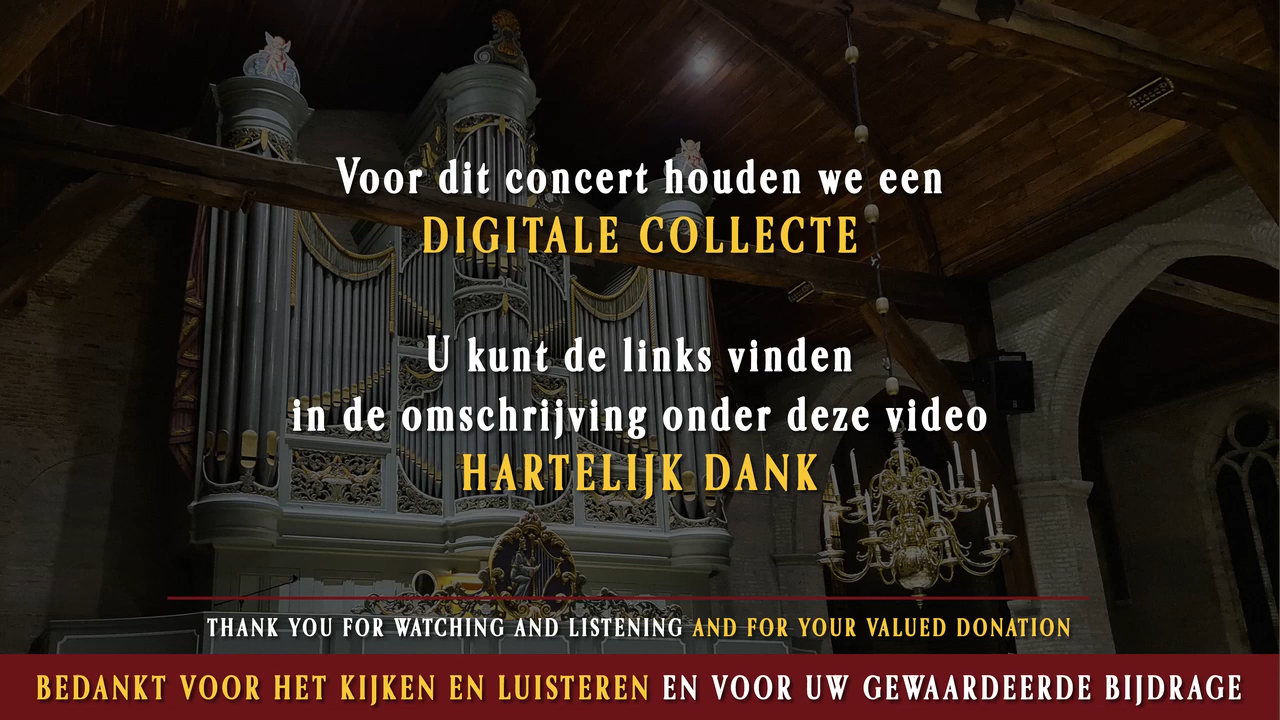 Voor dit concert houden we een
DIGITALE COLLECTE
U kunt de links vinden
in de omschrijving onder deze video
HARTELIJK DANK
THANK YOU FOR WATCHING AND LISTENING AND FOR YOUR VALUED DONATION
BEDANKT VOOR HET KIJKEN EN LUISTEREN EN VOOR UW GEWAARDEERDE BIJDRAGE